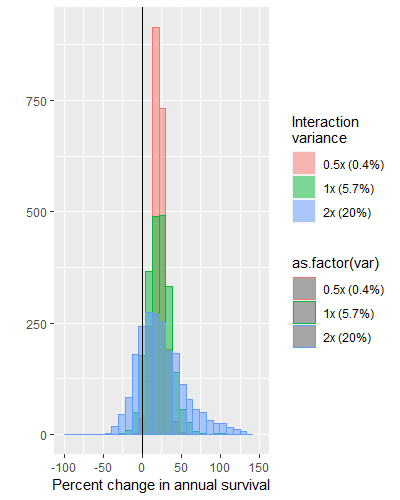 750
500
250
0
-100
-50
0
50
100
150
Percent change in annual survival
Interaction
variance
0.5x (0.4%)
1x (5.7%)
2x (20%)
as.factor(var)
0.5x (0.4%)
1x (5.7%)
2x (20%)